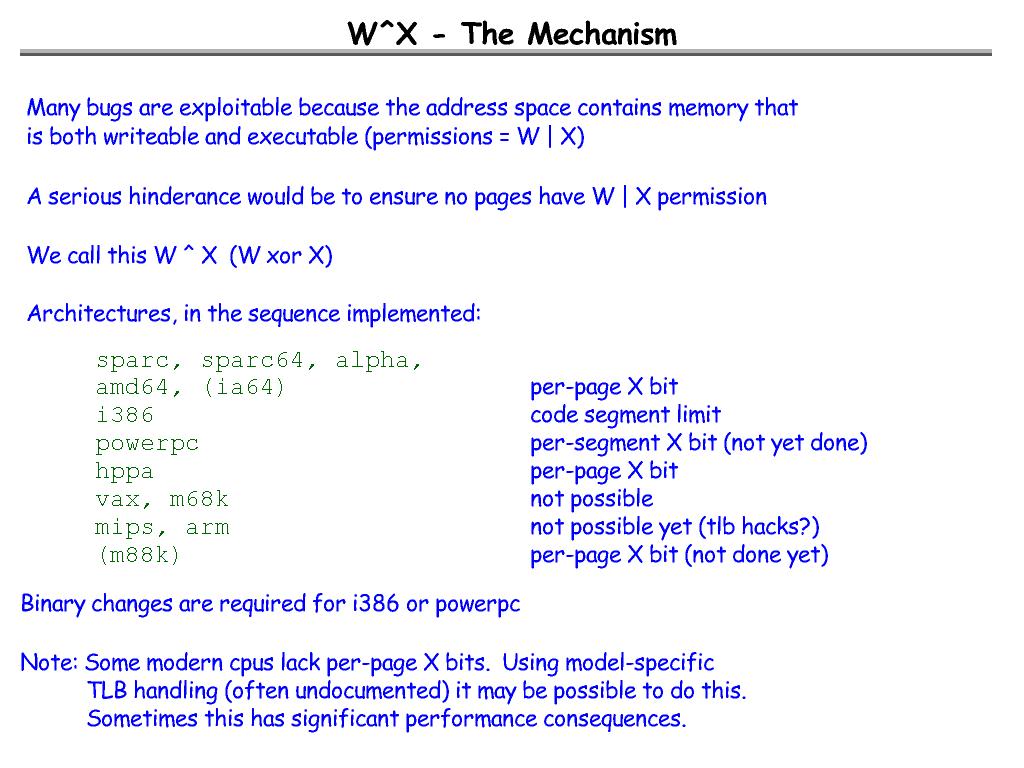 W^X - The Mechanism
Many bugs are exploitable because the address space contains memory that
is both writeable and executable (permissions = W | X)
A serious hinderance would be to ensure no pages have W | X permission
We call this W ^ X (W xor X)
Architectures, in the sequence implemented:
sparc, sparc64, alpha,
amd64, (ia64) per-page X bit
i386 code segment limit
powerpc per-segment X bit (not yet done)
hppa per-page X bit
vax, m68k not possible
mips, arm not possible yet (tlb hacks?)
(m88k) per-page X bit (not done yet)
Binary changes are required for i386 or powerpc
Note: Some modern cpus lack per-page X bits. Using model-specific
TLB handling (often undocumented) it may be possible to do this.
Sometimes this has significant performance consequences.